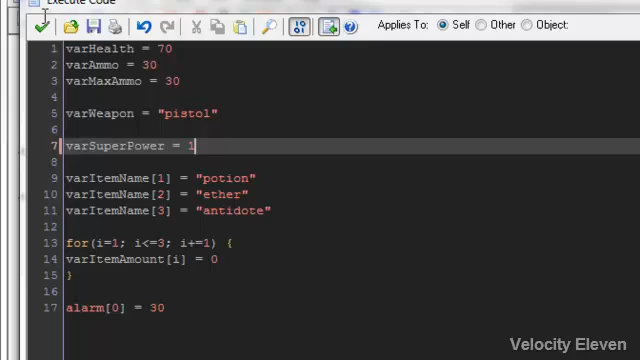 Execute Code
Applies To: Self Other Object:
1 varHealth = 70
2 varAmmo = 30
3 varMaxAmmo = 30
4
5 varWeapon = "pistol"
6
7 varSuperPower = 1
8
9 varItemName[1] = "potion"
10 varItemName[2] = "ether"
11 varItemName[3] = "antidote"
12
13 for(i=1; i<=3; i+=1) {
14 varItemAmount[i] = 0
15 }
16
17 alarm[0] = 30
Velocity Eleven